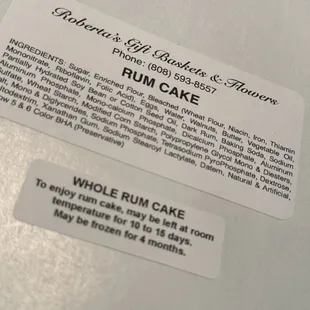 Roberta's Gift Baskets & Flowers
Phone: (808) 593-8557
RUM CAKE
INGREDIENTS: Sugar, Enriched Flour, Bleached (Wheat Flour, Niacin, Iron, Thiamin
Mononitrate, Riboflavin, Folic Acid), Eggs, Water, Walnuts, Butter, Vegetable Oil,
Partially Hydrated Soy Bean or Cotton Seed Oil, Dark Rum, Baking Soda, Sodium
Aluminum Phosphate, Mono-calcium Phosphate, Dicalcium Phosphate, Aluminum
Sulfate, Wheat Starch, Modified Corn Starch, Polypropylene Glycol Mono & Diesters,
Mono & Diglycerides, Sodium Phosphate, Tetrasodium PyroPhosphate, Dextrose,
Xanthan Gum, Sodium Stearoyl Lactylate, Datem, Natural & Artificial,
5 & 6 Color BHA (Preservative)
WHOLE RUM CAKE
To enjoy rum cake, may be left at room
temperature for 10 to 15 days.
May be frozen for 4 months.